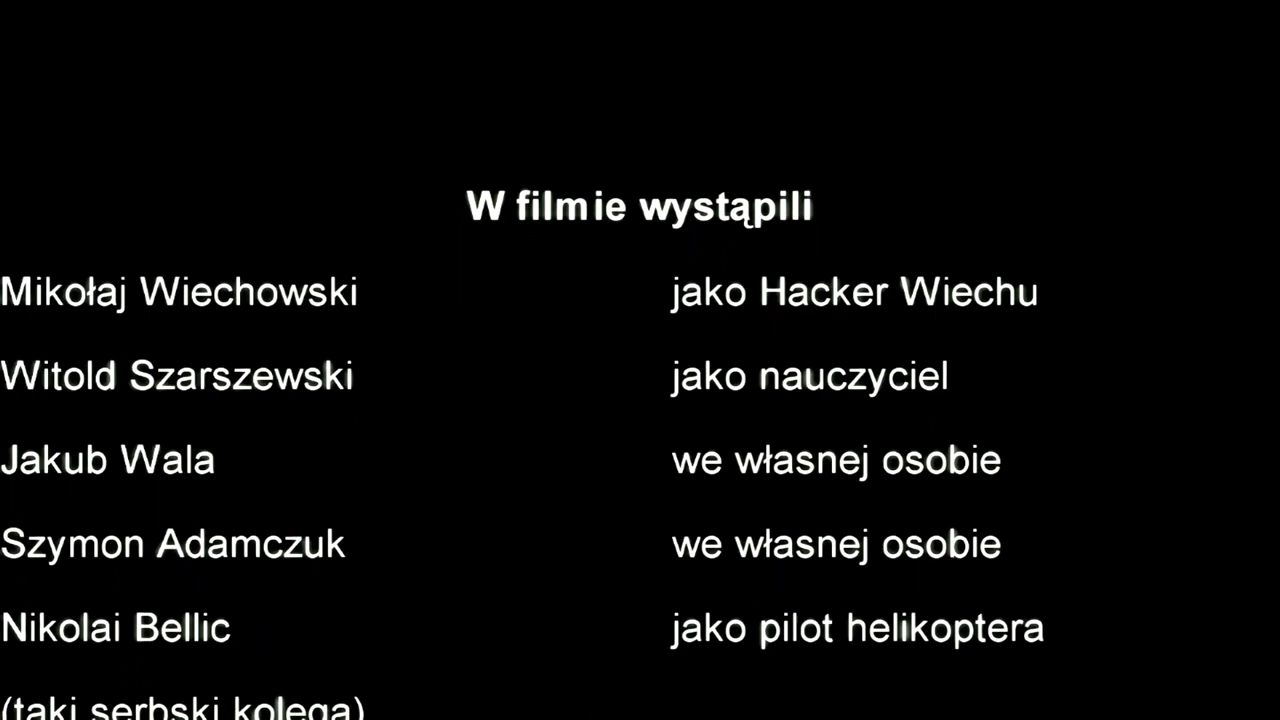 W filmie wystąpili
Mikołaj Wiechowski jako Hacker Wiechu
Witold Szarszewski jako nauczyciel
Jakub Wala we własnej osobie
Szymon Adamczuk we własnej osobie
Nikolai Bellic jako pilot helikoptera
(taki serbski kolega)